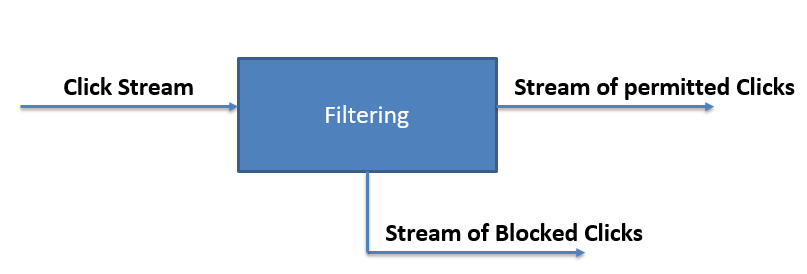 Click Stream
Filtering
Stream of permitted Clicks
Stream of Blocked Clicks